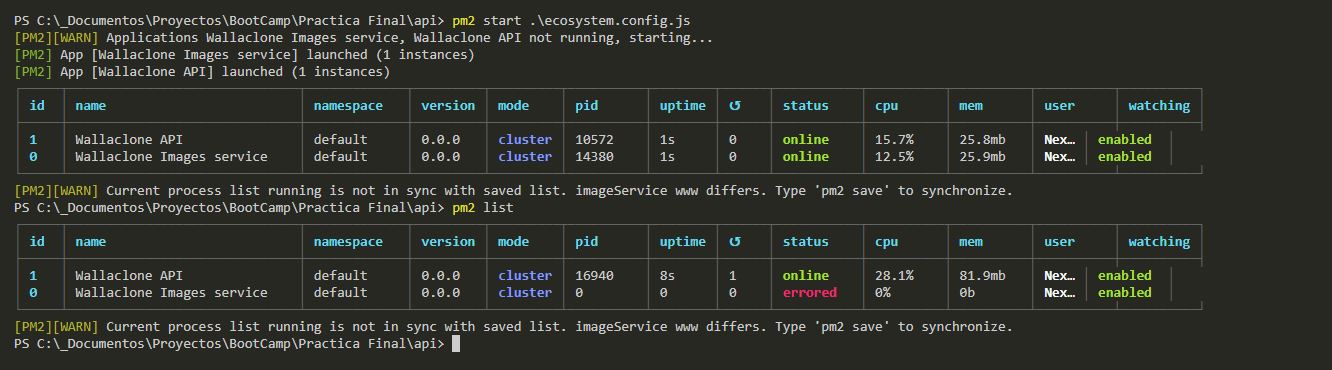 PS C:\_Documentos\Proyectos\BootCamp\Practica Final\api> pm2 start .\ecosystem.config.js
[PM2][WARN] Applications Wallaclone Images service, Wallaclone API not running, starting...
[PM2] App [Wallaclone Images service] launched (1 instances)
[PM2] App [Wallaclone API] launched (1 instances)
id name namespace version mode pid uptime ↺ status cpu mem user watching
1 Wallaclone API default 0.0.0 cluster 10572 1s 0 online 15.7% 25.8mb Nex… enabled
0 Wallaclone Images service default 0.0.0 cluster 14380 1s 0 online 12.5% 25.9mb Nex… enabled
[PM2][WARN] Current process list running is not in sync with saved list. imageService www differs. Type 'pm2 save' to synchronize.
PS C:\_Documentos\Proyectos\BootCamp\Practica Final\api> pm2 list
id name namespace version mode pid uptime ↺ status cpu mem user watching
1 Wallaclone API default 0.0.0 cluster 16940 8s 1 online 28.1% 81.9mb Nex… enabled
0 Wallaclone Images service default 0.0.0 cluster 0 0 0 errored 0% 0b Nex… enabled
[PM2][WARN] Current process list running is not in sync with saved list. imageService www differs. Type 'pm2 save' to synchronize.
PS C:\_Documentos\Proyectos\BootCamp\Practica Final\api>